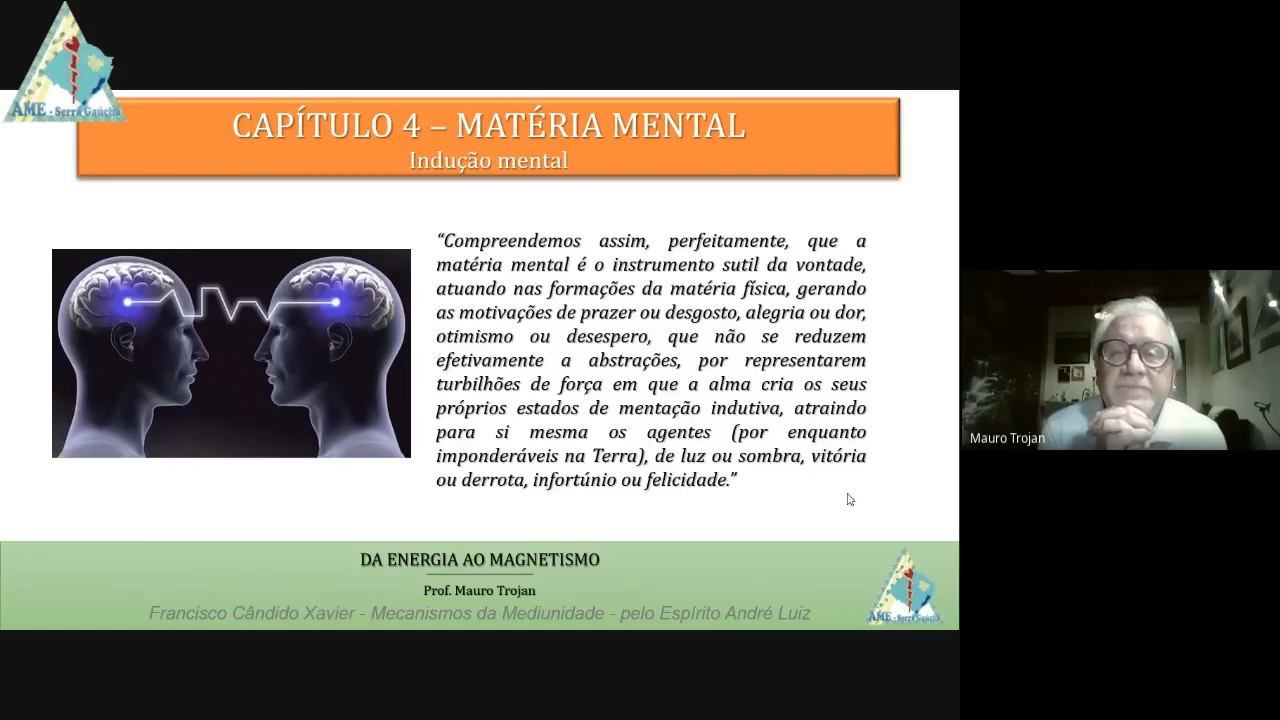 AME - Serra Gaúcha
CAPÍTULO 4 – MATÉRIA MENTAL
Indução mental
“Compreendemos assim, perfeitamente, que a
matéria mental é o instrumento sutil da vontade,
atuando nas formações da matéria física, gerando
as motivações de prazer ou desgosto, alegria ou dor,
otimismo ou desespero, que não se reduzem
efetivamente a abstrações, por representarem
turbilhões de força em que a alma cria os seus
próprios estados de mentação indutiva, atraindo
para si mesma os agentes (por enquanto
imponderáveis na Terra), de luz ou sombra, vitória
ou derrota, infortúnio ou felicidade.”
Mauro Trojan
DA ENERGIA AO MAGNETISMO
Prof. Mauro Trojan
Francisco Cândido Xavier - Mecanismos da Mediunidade - pelo Espírito André Luiz
AME - Serra Gaúcha